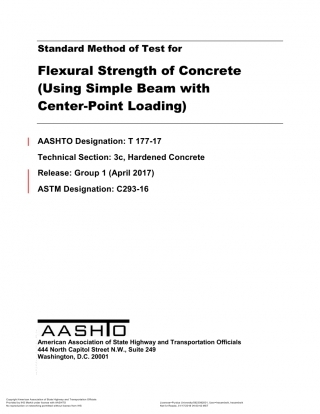 Standard Method of Test for
Flexural Strength of Concrete
(Using Simple Beam with
Center-Point Loading)
AASHTO Designation: T 177-17
Technical Section: 3c, Hardened Concrete
Release: Group 1 (April 2017)
ASTM Designation: C293-16
AASHTO
American Association of State Highway and Transportation Officials
444 North Capitol Street N.W., Suite 249
Washington, D.C. 20001